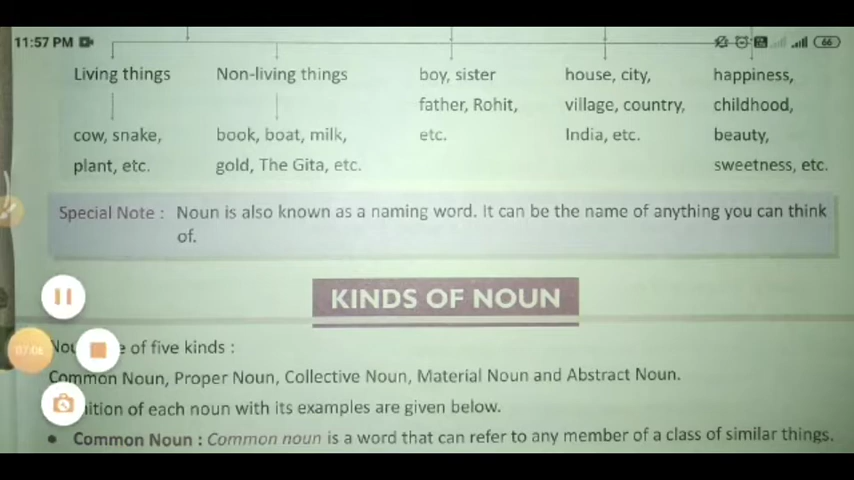 11:57 PM
66
Living things Non-living things boy, sister house, city, happiness,
father, Rohit, village, country, childhood,
cow, snake, book, boat, milk, etc. India, etc. beauty,
plant, etc. gold, The Gita, etc. sweetness, etc.
Special Note : Noun is also known as a naming word. It can be the name of anything you can think
of.
KINDS OF NOUN
of five kinds :
07:06
Common Noun, Proper Noun, Collective Noun, Material Noun and Abstract Noun.
of each noun with its examples are given below.
• Common Noun : Common noun is a word that can refer to any member of a class of similar things.